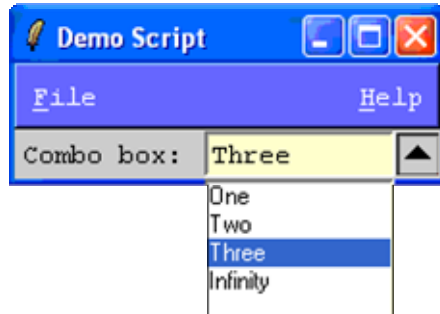 Demo Script
File Help
Combo box: Three
One
Two
Three
Infinity